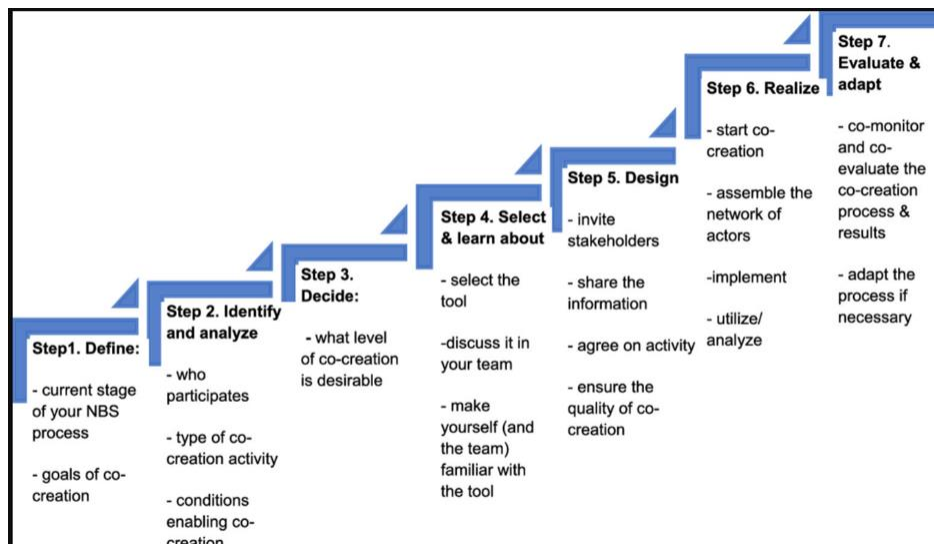 Step1. Define:
- current stage
of your NBS
process
- goals of co-
creation
Step 2. Identify
and analyze
- who
participates
- type of co-
creation activity
- conditions
enabling co-
creation
Step 3.
Decide:
- what level
of co-creation
is desirable
Step 4. Select
& learn about
- select the
tool
-discuss it in
your team
- make
yourself (and
the team)
familiar with
the tool
Step 5. Design
- invite
stakeholders
- share the
information
- agree on activity
- ensure the
quality of co-
creation
Step 6. Realize
- start co-
creation
- assemble the
network of
actors
-implement
- utilize/
analyze
Step 7.
Evaluate &
adapt
- co-monitor
and co-
evaluate the
co-creation
process &
results
- adapt the
process if
necessary